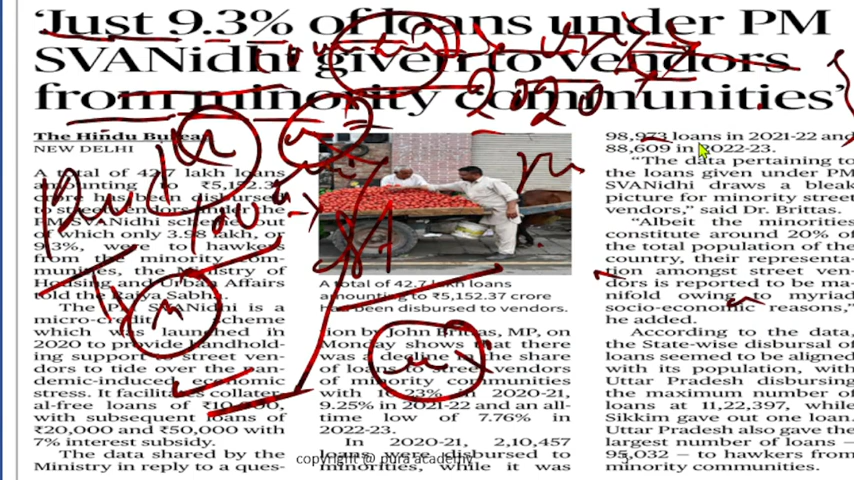 'Just 9.3% of loans under PM
SVANidhi given to vendors
from minority communities'
2020
The Hindu Bureau
NEW DELHI
A total of 42.7 lakh loans
amounting to ₹5,152.37
crore has been disbursed
to street vendors under the
PM SVANidhi scheme, out
of which only 3.98 lakh, or
9.3%, were to hawkers
from the minority com-
munities, the Ministry of
Housing and Urban Affairs
told the Rajya Sabha.
The PM SVANidhi is a
micro-credit scheme
which was launched in
2020 to provide handhold-
ing support to street ven-
dors to tide over the pan-
demic-induced economic
stress. It facilitates collater-
al-free loans of ₹10,000,
with subsequent loans of
₹20,000 and ₹50,000 with
7% interest subsidy.
The data shared by the
Ministry in reply to a ques-
A total of 42.7 lakh loans
amounting to ₹5,152.37 crore
has been disbursed to vendors.
tion by John Brittas, MP, on
Monday shows that there
was a decline in the share
of loans to street vendors
of minority communities
with 10.23% in 2020-21,
9.25% in 2021-22 and an all-
time low of 7.76% in
2022-23.
In 2020-21, 2,10,457
loans were disbursed to
minorities, while it was
98,973 loans in 2021-22 and
88,609 in 2022-23.
"The data pertaining to
the loans given under PM
SVANidhi draws a bleak
picture for minority street
vendors," said Dr. Brittas.
"Albeit the minorities
constitute around 20% of
the total population of the
country, their representa-
tion amongst street ven-
dors is reported to be ma-
nifold owing to myriad
socio-economic reasons,"
he added.
According to the data,
the State-wise disbursal of
loans seemed to be aligned
with its population, with
Uttar Pradesh disbursing
the maximum number of
loans at 11,22,397, while
Sikkim gave out one loan.
Uttar Pradesh also gave the
largest number of loans —
95,032 — to hawkers from
minority communities.
copyright @ pura academy